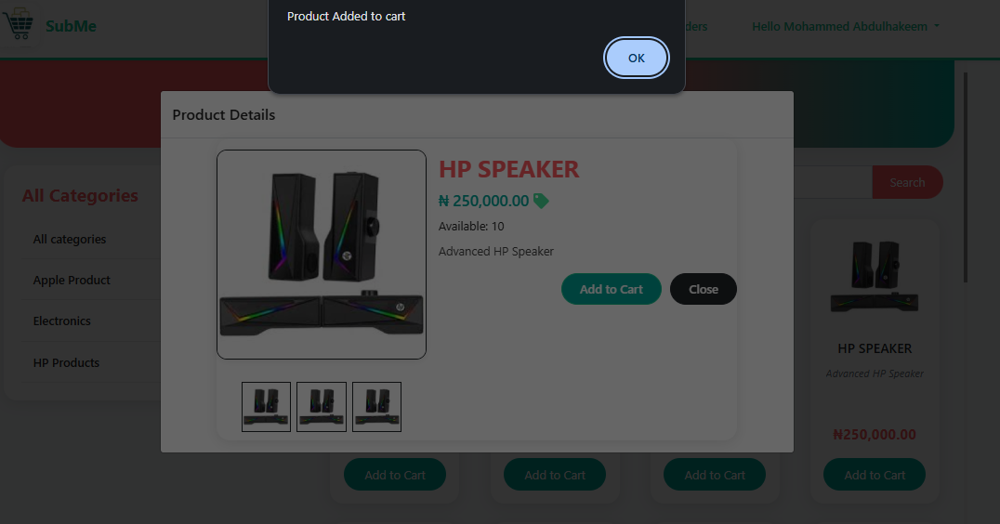 Product Added to cart
OK
SubMe
ders
Hello Mohammed Abdulhakeem
Product Details
HP SPEAKER
₦ 250,000.00
Available: 10
Advanced HP Speaker
Add to Cart
Close
Search
All Categories
All categories
Apple Product
Electronics
HP Products
HP SPEAKER
Advanced HP Speaker
₦250,000.00
Add to Cart
Add to Cart
Add to Cart
Add to Cart